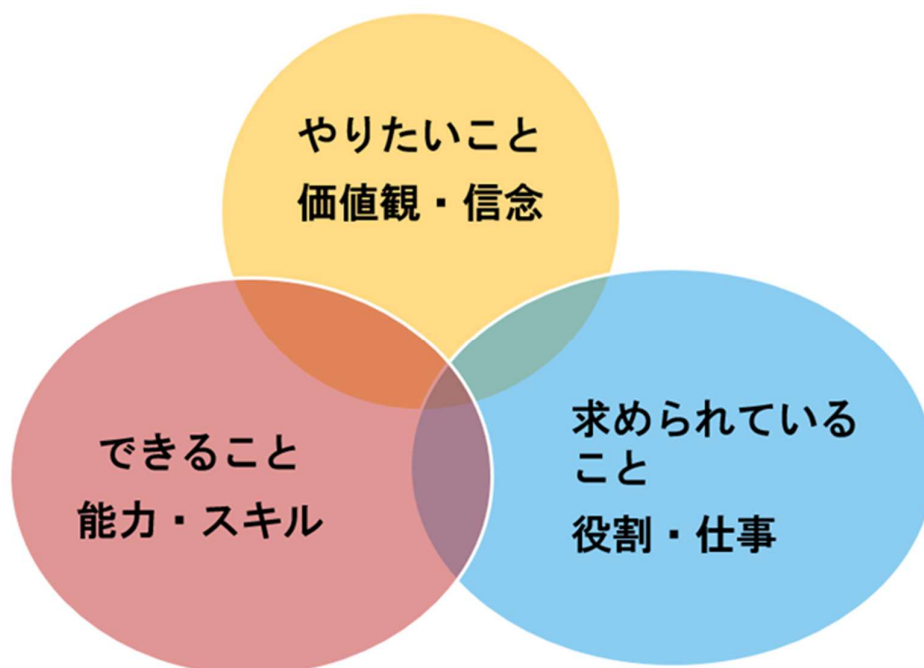 やりたいこと
価値観・信念
できること
能力・スキル
求められている
こと
役割・仕事